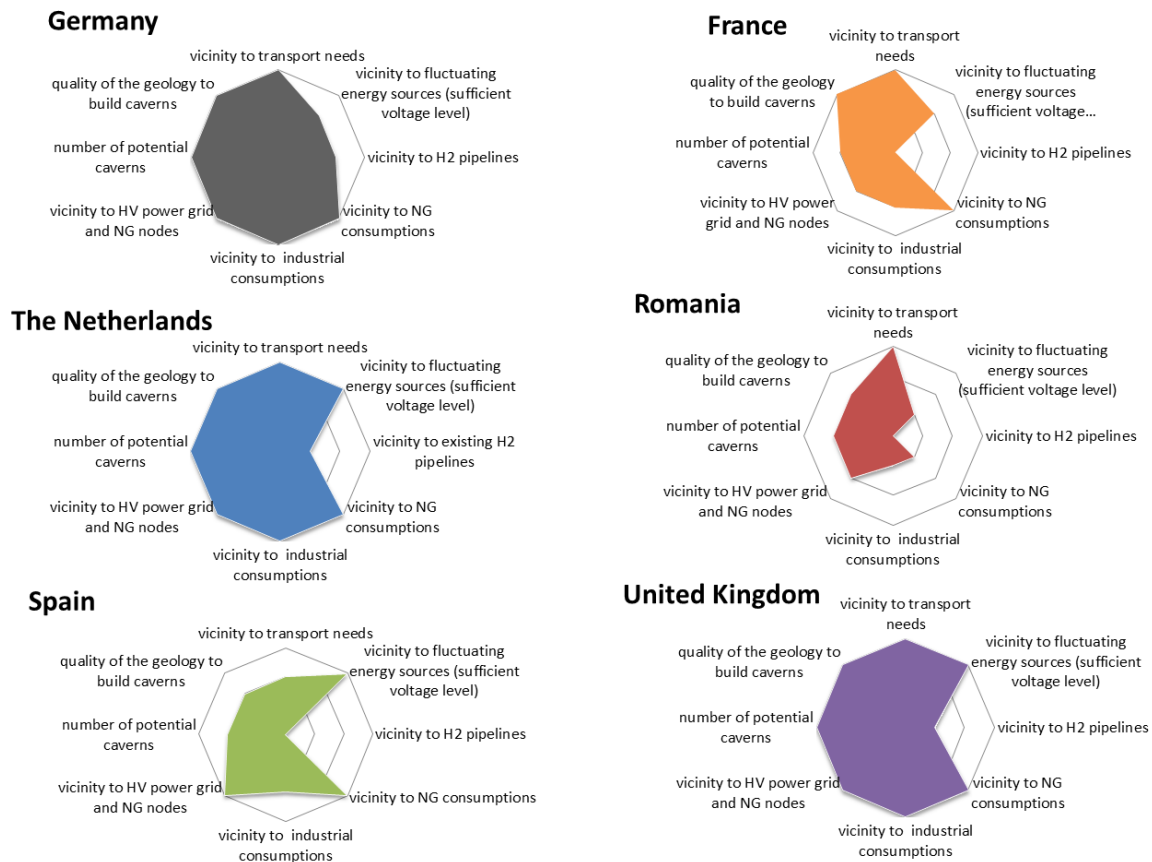 Germany
vicinity to transport needs
quality of the geology to
build caverns
vicinity to fluctuating
energy sources (sufficient
voltage level)
number of potential
caverns
vicinity to H2 pipelines
vicinity to HV power grid
and NG nodes
vicinity to NG
consumptions
vicinity to industrial
consumptions
France
vicinity to transport
needs
quality of the geology
to build caverns
vicinity to fluctuating
energy sources
(sufficient voltage...
number of potential
caverns
vicinity to H2 pipelines
vicinity to HV power
grid and NG nodes
vicinity to NG
consumptions
vicinity to industrial
consumptions
The Netherlands
vicinity to transport needs
quality of the geology to
build caverns
vicinity to fluctuating
energy sources (sufficient
voltage level)
number of potential
caverns
vicinity to existing H2
pipelines
vicinity to HV power grid
and NG nodes
vicinity to NG
consumptions
vicinity to industrial
consumptions
Romania
vicinity to transport
needs
quality of the geology to
build caverns
vicinity to fluctuating
energy sources
(sufficient voltage level)
number of potential
caverns
vicinity to H2 pipelines
vicinity to HV power grid
and NG nodes
vicinity to NG
consumptions
vicinity to industrial
consumptions
Spain
vicinity to transport needs
quality of the geology to
build caverns
vicinity to fluctuating
energy sources (sufficient
voltage level)
number of potential
caverns
vicinity to H2 pipelines
vicinity to HV power grid
and NG nodes
vicinity to NG consumptions
vicinity to industrial
consumptions
United Kingdom
vicinity to transport
needs
quality of the geology to
build caverns
vicinity to fluctuating
energy sources (sufficient
voltage level)
number of potential
caverns
vicinity to H2 pipelines
vicinity to HV power grid
and NG nodes
vicinity to NG
consumptions
vicinity to industrial
consumptions